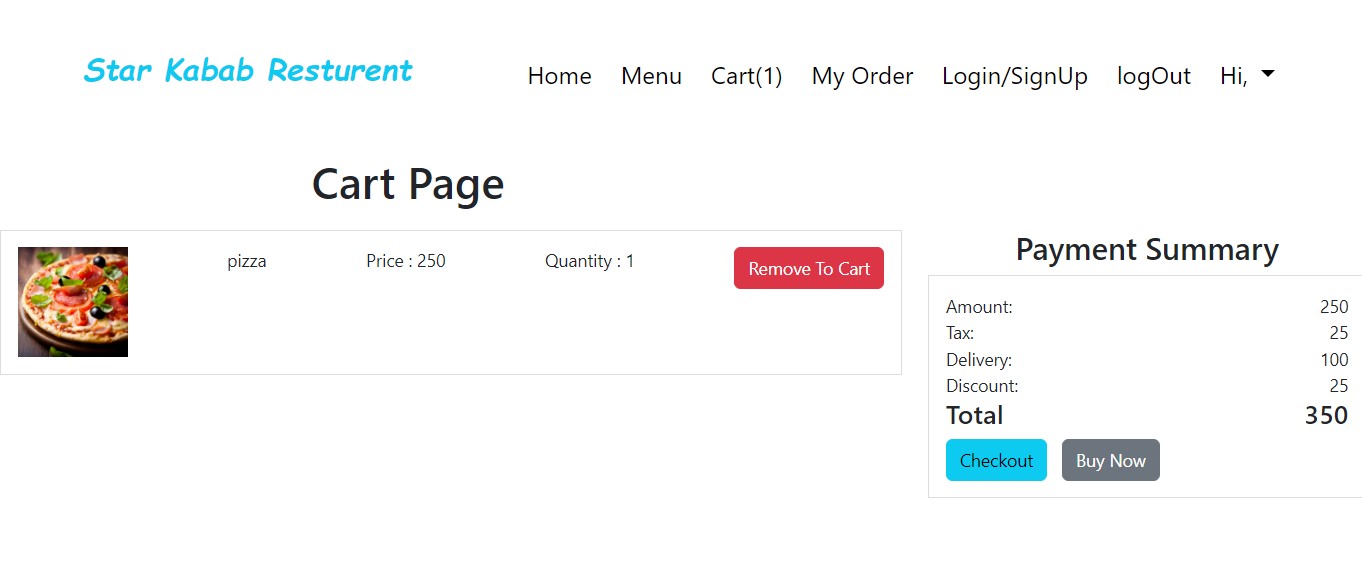 Star Kabab Resturent
Home Menu Cart(1) My Order Login/SignUp logOut Hi,
Cart Page
pizza Price : 250 Quantity : 1 Remove To Cart
Payment Summary
Amount: 250
Tax: 25
Delivery: 100
Discount: 25
Total 350
Checkout Buy Now